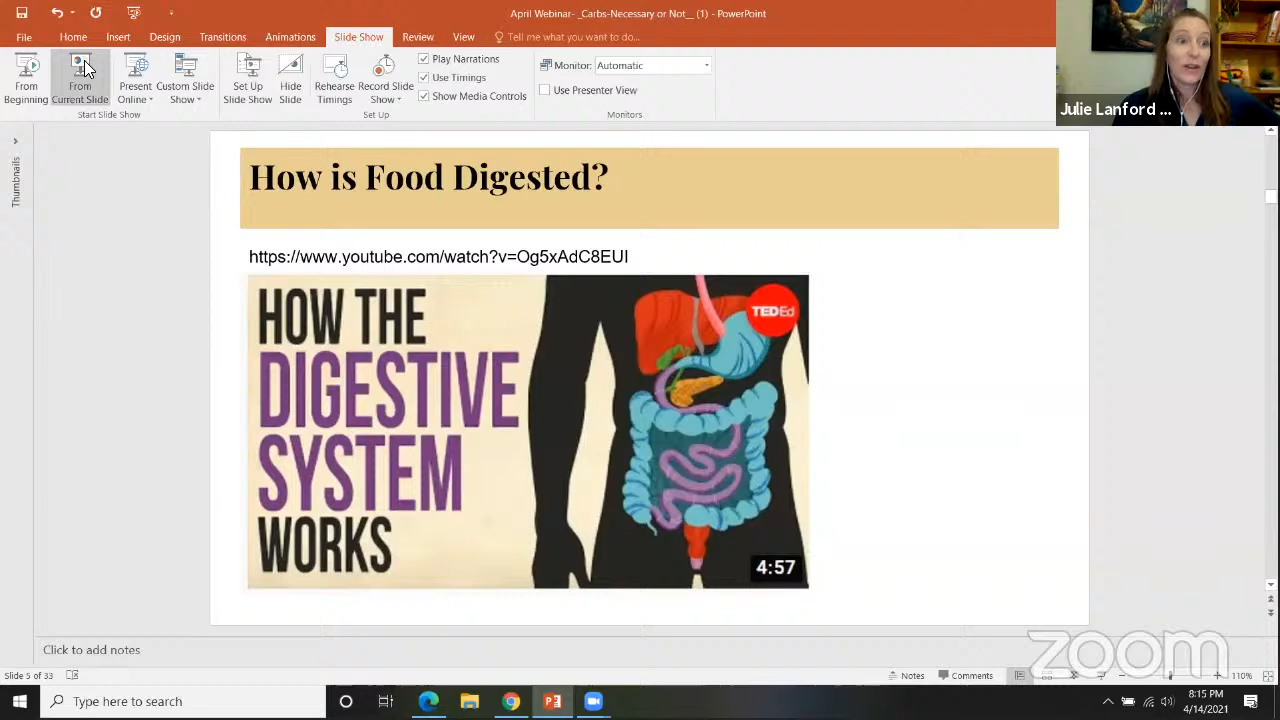 April Webinar- _Carbs-Necessary or Not_ (1) - PowerPoint
File Home Insert Design Transitions Animations Slide Show Review View Tell me what you want to do...
From Beginning
From Current Slide
Present Online
Custom Slide Show
Set Up Slide Show
Hide Slide
Rehearse Timings
Record Slide Show
Play Narrations
Use Timings
Show Media Controls
Monitor: Automatic
Use Presenter View
Start Slide Show
Set Up
Monitors
Julie Lanford ...
Thumbnails
How is Food Digested?
https://www.youtube.com/watch?v=Og5xAdC8EUI
HOW THE
DIGESTIVE
SYSTEM
WORKS
TEDEd
4:57
Click to add notes
zoom
Slide 5 of 33
Notes Comments 110%
Type here to search
8:15 PM
4/14/2021